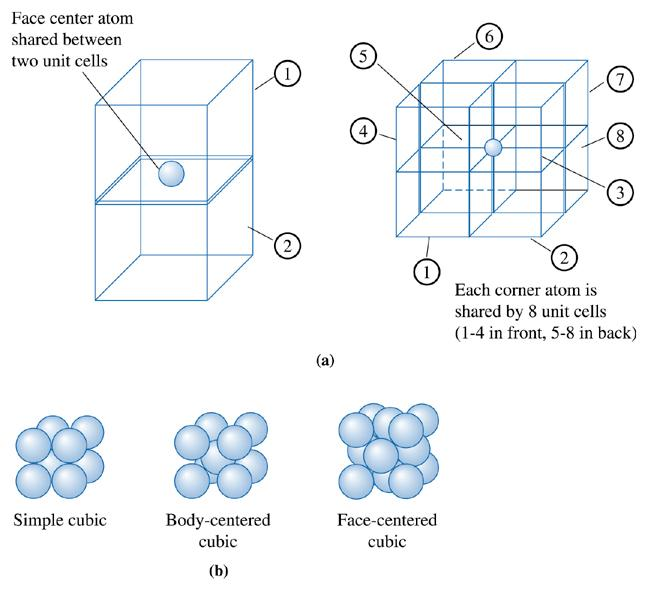 Face center atom
shared between
two unit cells
1
2
6
5
7
4
8
3
1
2
Each corner atom is
shared by 8 unit cells
(1-4 in front, 5-8 in back)
(a)
Simple cubic
Body-centered
cubic
Face-centered
cubic
(b)